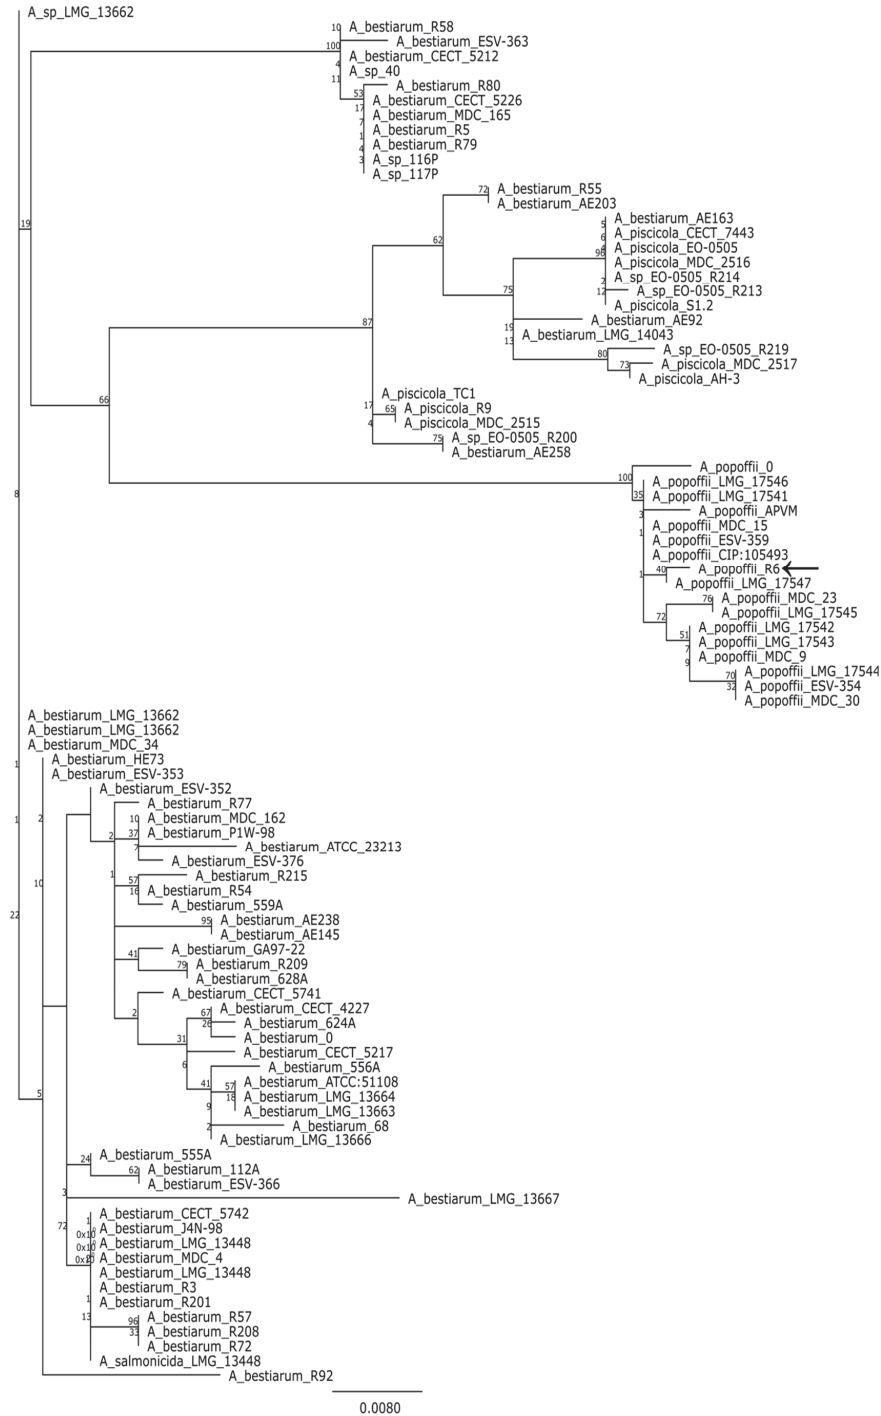 A_sp_LMG_13662
10 A_bestiarum_R58
100 A_bestiarum_ESV-363
4 A_bestiarum_CECT_5212
11 A_sp_40
53 A_bestiarum_R80
17 A_bestiarum_CECT_5226
7 A_bestiarum_MDC_165
1 A_bestiarum_R5
4 A_bestiarum_R79
3 A_sp_116P
A_sp_117P
72 A_bestiarum_R55
A_bestiarum_AE203
19
5 A_bestiarum_AE163
6 A_piscicola_CECT_7443
62
A_piscicola_EO-0505
96 A_piscicola_MDC_2516
2 A_sp_EO-0505_R214
75 12 A_sp_EO-0505_R213
A_piscicola_S1.2
87
19 A_bestiarum_AE92
13 A_bestiarum_LMG_14043
80 A_sp_EO-0505_R219
73 A_piscicola_MDC_2517
A_piscicola_AH-3
A_piscicola_TC1
66
17 65 A_piscicola_R9
4 A_piscicola_MDC_2515
75 A_sp_EO-0505_R200
A_bestiarum_AE258
A_popoffii_0
100 A_popoffii_LMG_17546
8
35 A_popoffii_LMG_17541
3 A_popoffii_APVM
1 A_popoffii_MDC_15
A_popoffii_ESV-359
A_popoffii_CIP:105493
1 40 A_popoffii_R6
A_popoffii_LMG_17547
76 A_popoffii_MDC_23
72 A_popoffii_LMG_17545
A_popoffii_LMG_17542
51 A_popoffii_LMG_17543
7 A_popoffii_MDC_9
9
70 A_popoffii_LMG_17544
32 A_popoffii_ESV-354
A_popoffii_MDC_30
A_bestiarum_LMG_13662
A_bestiarum_LMG_13662
A_bestiarum_MDC_34
1 A_bestiarum_HE73
A_bestiarum_ESV-353
A_bestiarum_ESV-352
A_bestiarum_R77
1 2 10 A_bestiarum_MDC_162
2 37 A_bestiarum_P1W-98
7 A_bestiarum_ATCC_23213
A_bestiarum_ESV-376
1 A_bestiarum_R215
10 57
16 A_bestiarum_R54
A_bestiarum_559A
22 95 A_bestiarum_AE238
A_bestiarum_AE145
41 A_bestiarum_GA97-22
79 A_bestiarum_R209
A_bestiarum_628A
A_bestiarum_CECT_5741
2 67 A_bestiarum_CECT_4227
26 A_bestiarum_624A
31 A_bestiarum_0
A_bestiarum_CECT_5217
6 A_bestiarum_556A
41 57 A_bestiarum_ATCC:51108
5 18 A_bestiarum_LMG_13664
9 A_bestiarum_LMG_13663
2 A_bestiarum_68
A_bestiarum_LMG_13666
24 A_bestiarum_555A
62 A_bestiarum_112A
A_bestiarum_ESV-366
3 A_bestiarum_LMG_13667
A_bestiarum_CECT_5742
1
72 A_bestiarum_J4N-98
A_bestiarum_LMG_13448
A_bestiarum_MDC_4
A_bestiarum_LMG_13448
A_bestiarum_R3
1 A_bestiarum_R201
13 96 A_bestiarum_R57
33 A_bestiarum_R208
A_bestiarum_R72
A_salmonicida_LMG_13448
A_bestiarum_R92
0.0080